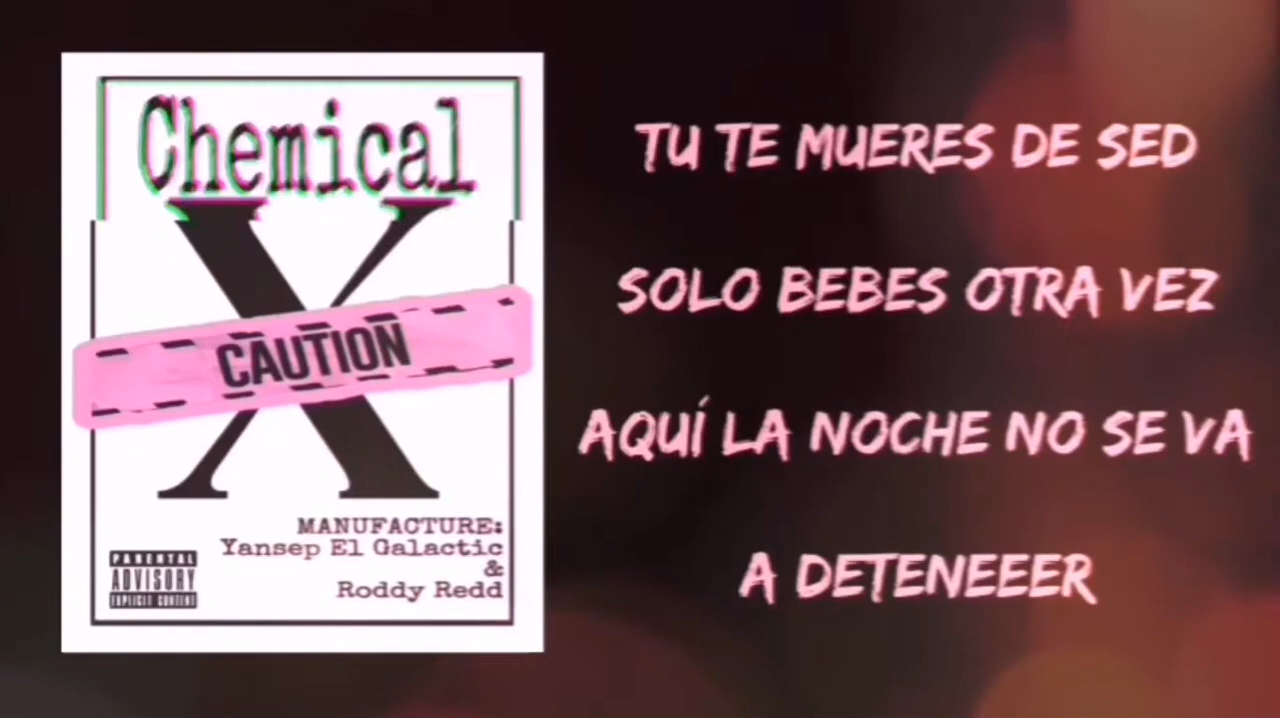 Chemical
X
CAUTION
MANUFACTURE:
Yansep El Galactic
&
Roddy Redd
PARENTAL
ADVISORY
EXPLICIT CONTENT
TU TE MUERES DE SED
SOLO BEBES OTRA VEZ
AQUÍ LA NOCHE NO SE VA
A DETENEEER